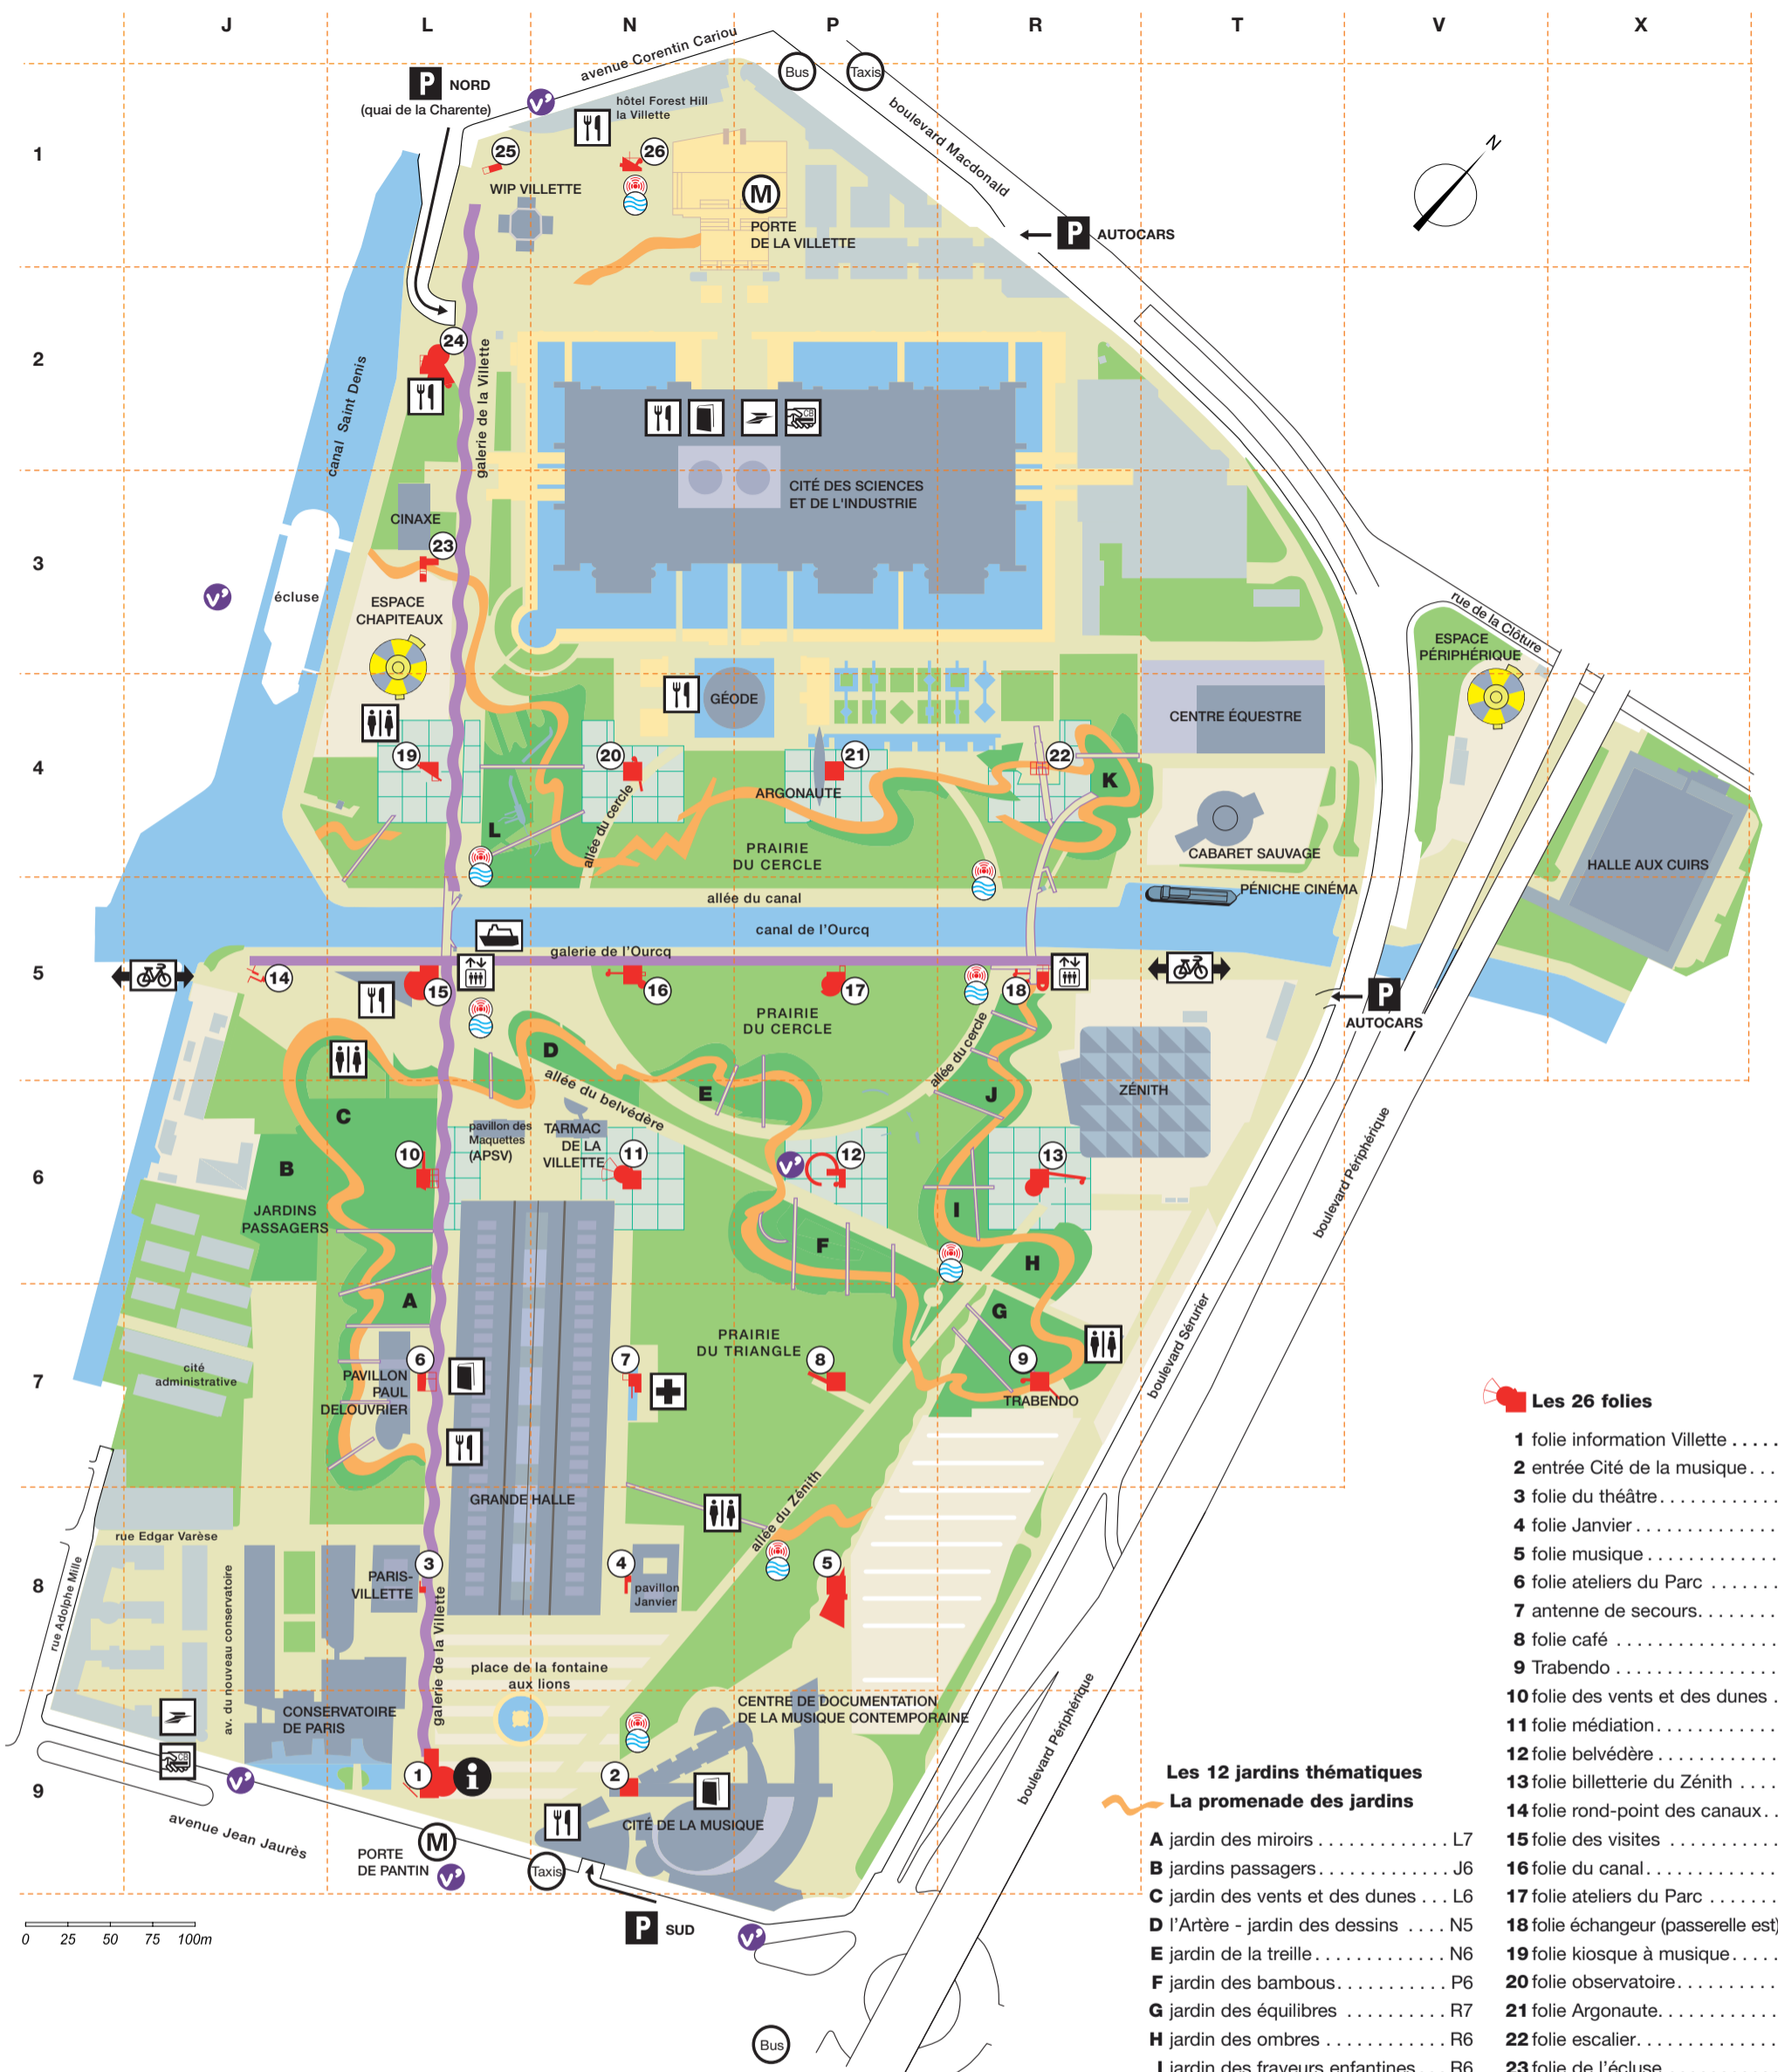 J L N P R T V X
avenue Corentin Cariou
Bus
Taxis
P NORD
(quai de la Charente)
v'
hôtel Forest Hill
la Villette
boulevard Macdonald
N
1
25
26
WIP VILLETTE
M
PORTE
DE LA VILLETTE
P AUTOCARS
2
24
canal Saint Denis
galerie de la Villette
CB
CITÉ DES SCIENCES
ET DE L'INDUSTRIE
CINAXE
23
3
v'
écluse
ESPACE
CHAPITEAUX
rue de la Clôture
ESPACE
PÉRIPHÉRIQUE
GÉODE
CENTRE ÉQUESTRE
4
19
20
21
22
K
ARGONAUTE
L
allée du cercle
PRAIRIE
DU CERCLE
CABARET SAUVAGE
HALLE AUX CUIRS
PÉNICHE CINÉMA
allée du canal
canal de l'Ourcq
galerie de l'Ourcq
5
14
15
16
17
18
P
AUTOCARS
PRAIRIE
DU CERCLE
allée du cercle
D
allée du belvédère
E
J
ZÉNITH
C
pavillon des
Maquettes
(APSV)
TARMAC
DE LA
VILLETTE
boulevard Périphérique
6
B
10
11
v'
12
13
JARDINS
PASSAGERS
I
F
H
A
G
PRAIRIE
DU TRIANGLE
boulevard Sérurier
7
cité
administrative
6
7
8
9
PAVILLON
PAUL
DELOUVRIER
TRABENDO
GRANDE HALLE
allée du Zénith
rue Edgar Varèse
rue Adolphe Mille
av. du nouveau conservatoire
8
3
4
5
PARIS-
VILLETTE
pavillon
Janvier
galerie de la Villette
place de la fontaine
aux lions
CONSERVATOIRE
DE PARIS
CENTRE DE DOCUMENTATION
DE LA MUSIQUE CONTEMPORAINE
boulevard Périphérique
CB
9
v'
1
i
2
CITÉ DE LA MUSIQUE
avenue Jean Jaurès
PORTE
DE PANTIN
M
v'
Taxis
P SUD
v'
Bus
0 25 50 75 100m
Les 12 jardins thématiques
La promenade des jardins
A jardin des miroirs . . . . . . . . . . . . . L7
B jardins passagers . . . . . . . . . . . . . J6
C jardin des vents et des dunes . . . L6
D l'Artère - jardin des dessins . . . . N5
E jardin de la treille . . . . . . . . . . . . . N6
F jardin des bambous . . . . . . . . . . . P6
G jardin des équilibres . . . . . . . . . . R7
H jardin des ombres . . . . . . . . . . . . R6
I jardin des frayeurs enfantines . . . R6
Les 26 folies
1 folie information Villette . . . . .
2 entrée Cité de la musique . . .
3 folie du théâtre . . . . . . . . . . . .
4 folie Janvier . . . . . . . . . . . . . .
5 folie musique . . . . . . . . . . . . .
6 folie ateliers du Parc . . . . . . .
7 antenne de secours . . . . . . . .
8 folie café . . . . . . . . . . . . . . . .
9 Trabendo . . . . . . . . . . . . . . . .
10 folie des vents et des dunes .
11 folie médiation . . . . . . . . . . . .
12 folie belvédère . . . . . . . . . . . .
13 folie billetterie du Zénith . . . .
14 folie rond-point des canaux . .
15 folie des visites . . . . . . . . . . .
16 folie du canal . . . . . . . . . . . . .
17 folie ateliers du Parc . . . . . . .
18 folie échangeur (passerelle est)
19 folie kiosque à musique . . . . .
20 folie observatoire . . . . . . . . . .
21 folie Argonaute . . . . . . . . . . . .
22 folie escalier . . . . . . . . . . . . . .
23 folie de l'écluse . . . . . . . . . . .